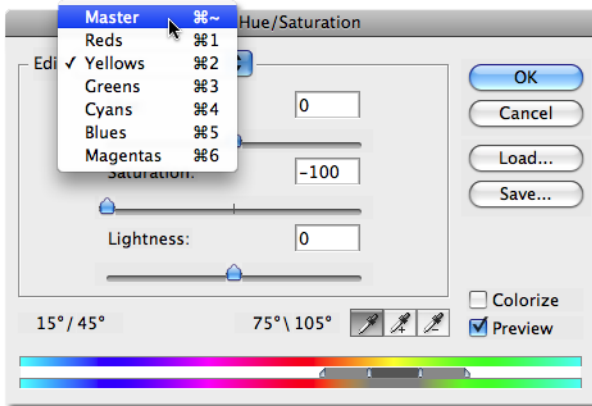 Hue/Saturation
Master ⌘~
Reds ⌘1
Edi ✓ Yellows ⌘2
Greens ⌘3
Cyans ⌘4
Blues ⌘5
Magentas ⌘6
0
Saturation: -100
Lightness: 0
OK
Cancel
Load...
Save...
Colorize
Preview
15°/45° 75°\105°